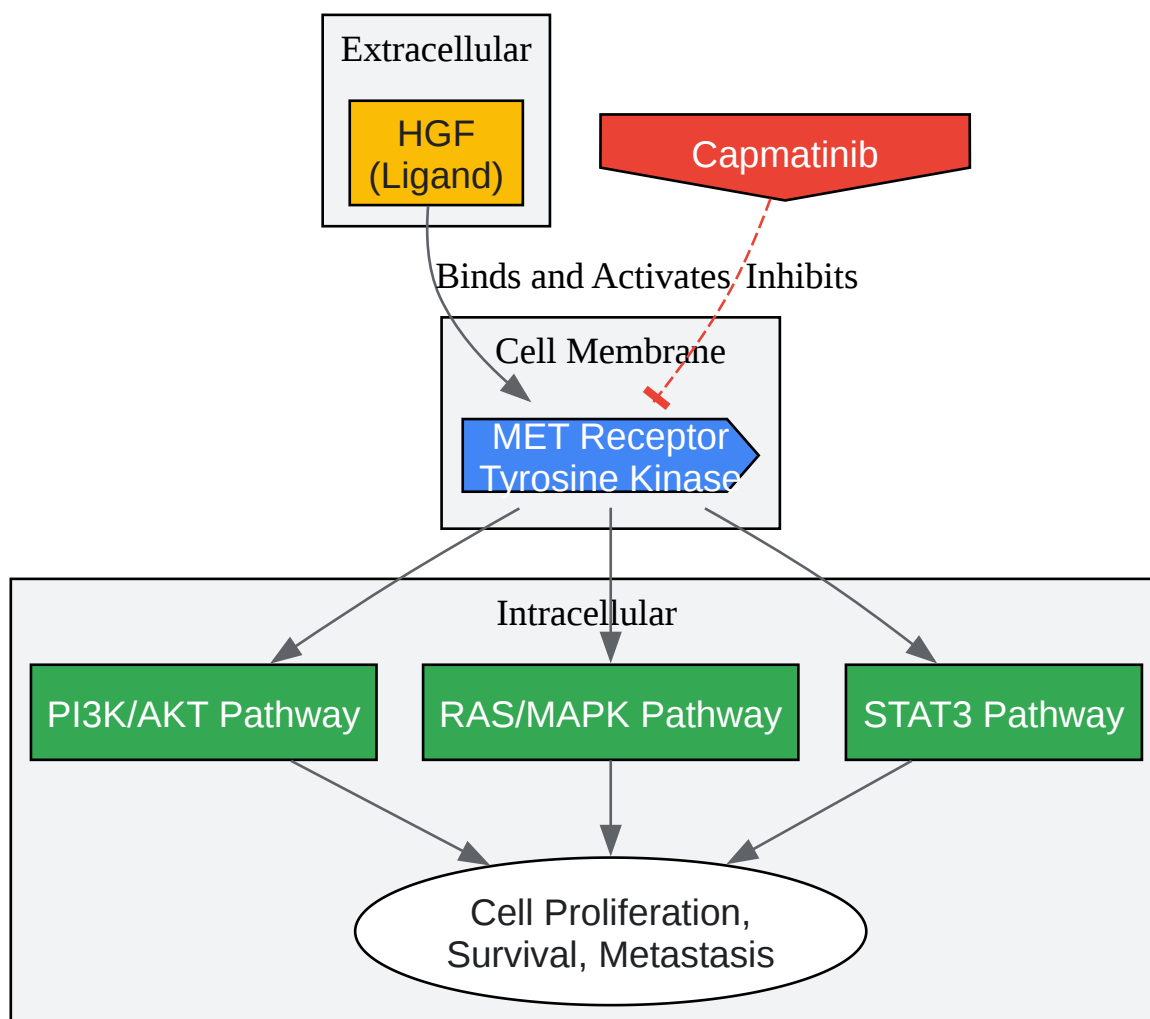 Extracellular
HGF
(Ligand)
Capmatinib
Binds and Activates
Inhibits
Cell Membrane
MET Receptor
Tyrosine Kinase
Intracellular
PI3K/AKT Pathway
RAS/MAPK Pathway
STAT3 Pathway
Cell Proliferation,
Survival, Metastasis